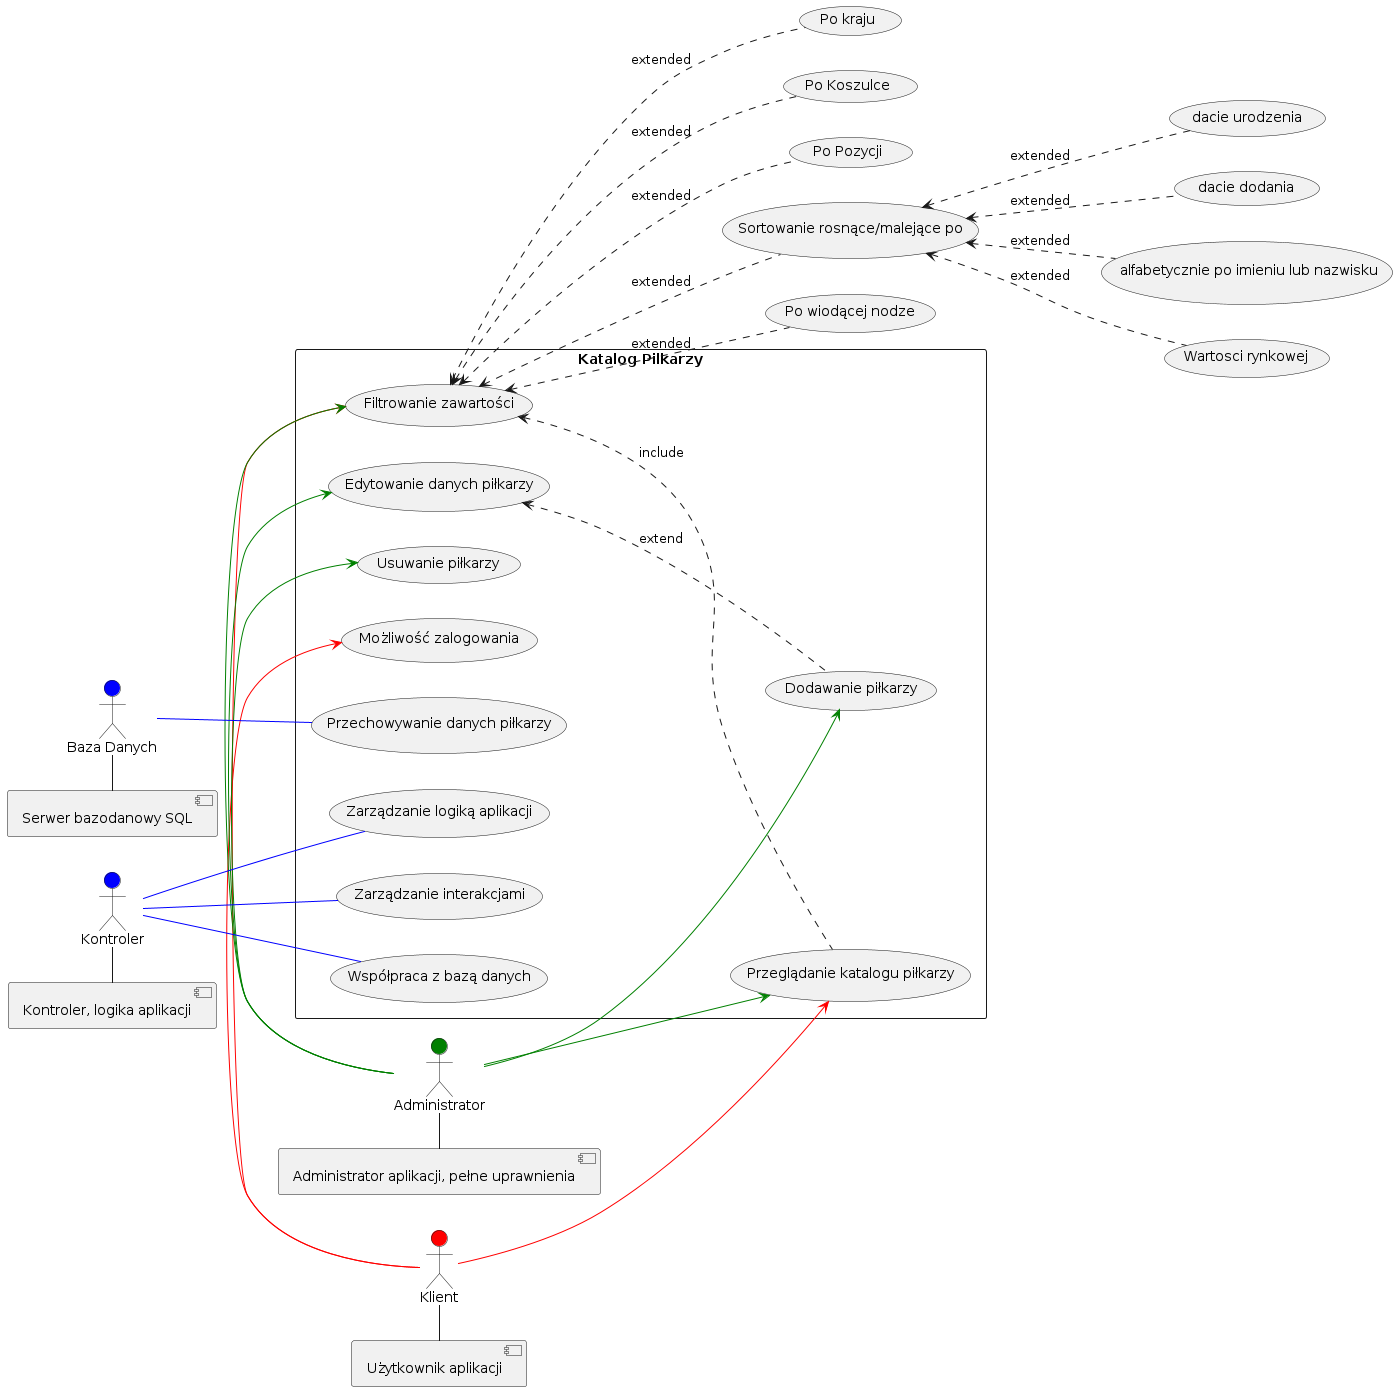 Po kraju
extended
Po Koszulce
extended
Po Pozycji
extended
dacie urodzenia
extended
dacie dodania
extended
Sortowanie rosnące/malejące po
extended
alfabetycznie po imieniu lub nazwisku
extended
extended
Po wiodącej nodze
extended
Wartosci rynkowej
Katalog Pilkarzy
Filtrowanie zawartości
include
Edytowanie danych piłkarzy
extend
Usuwanie piłkarzy
Możliwość zalogowania
Dodawanie piłkarzy
Przechowywanie danych piłkarzy
Baza Danych
Serwer bazodanowy SQL
Zarządzanie logiką aplikacji
Zarządzanie interakcjami
Kontroler
Współpraca z bazą danych
Przeglądanie katalogu piłkarzy
Kontroler, logika aplikacji
Administrator
Administrator aplikacji, pełne uprawnienia
Klient
Użytkownik aplikacji